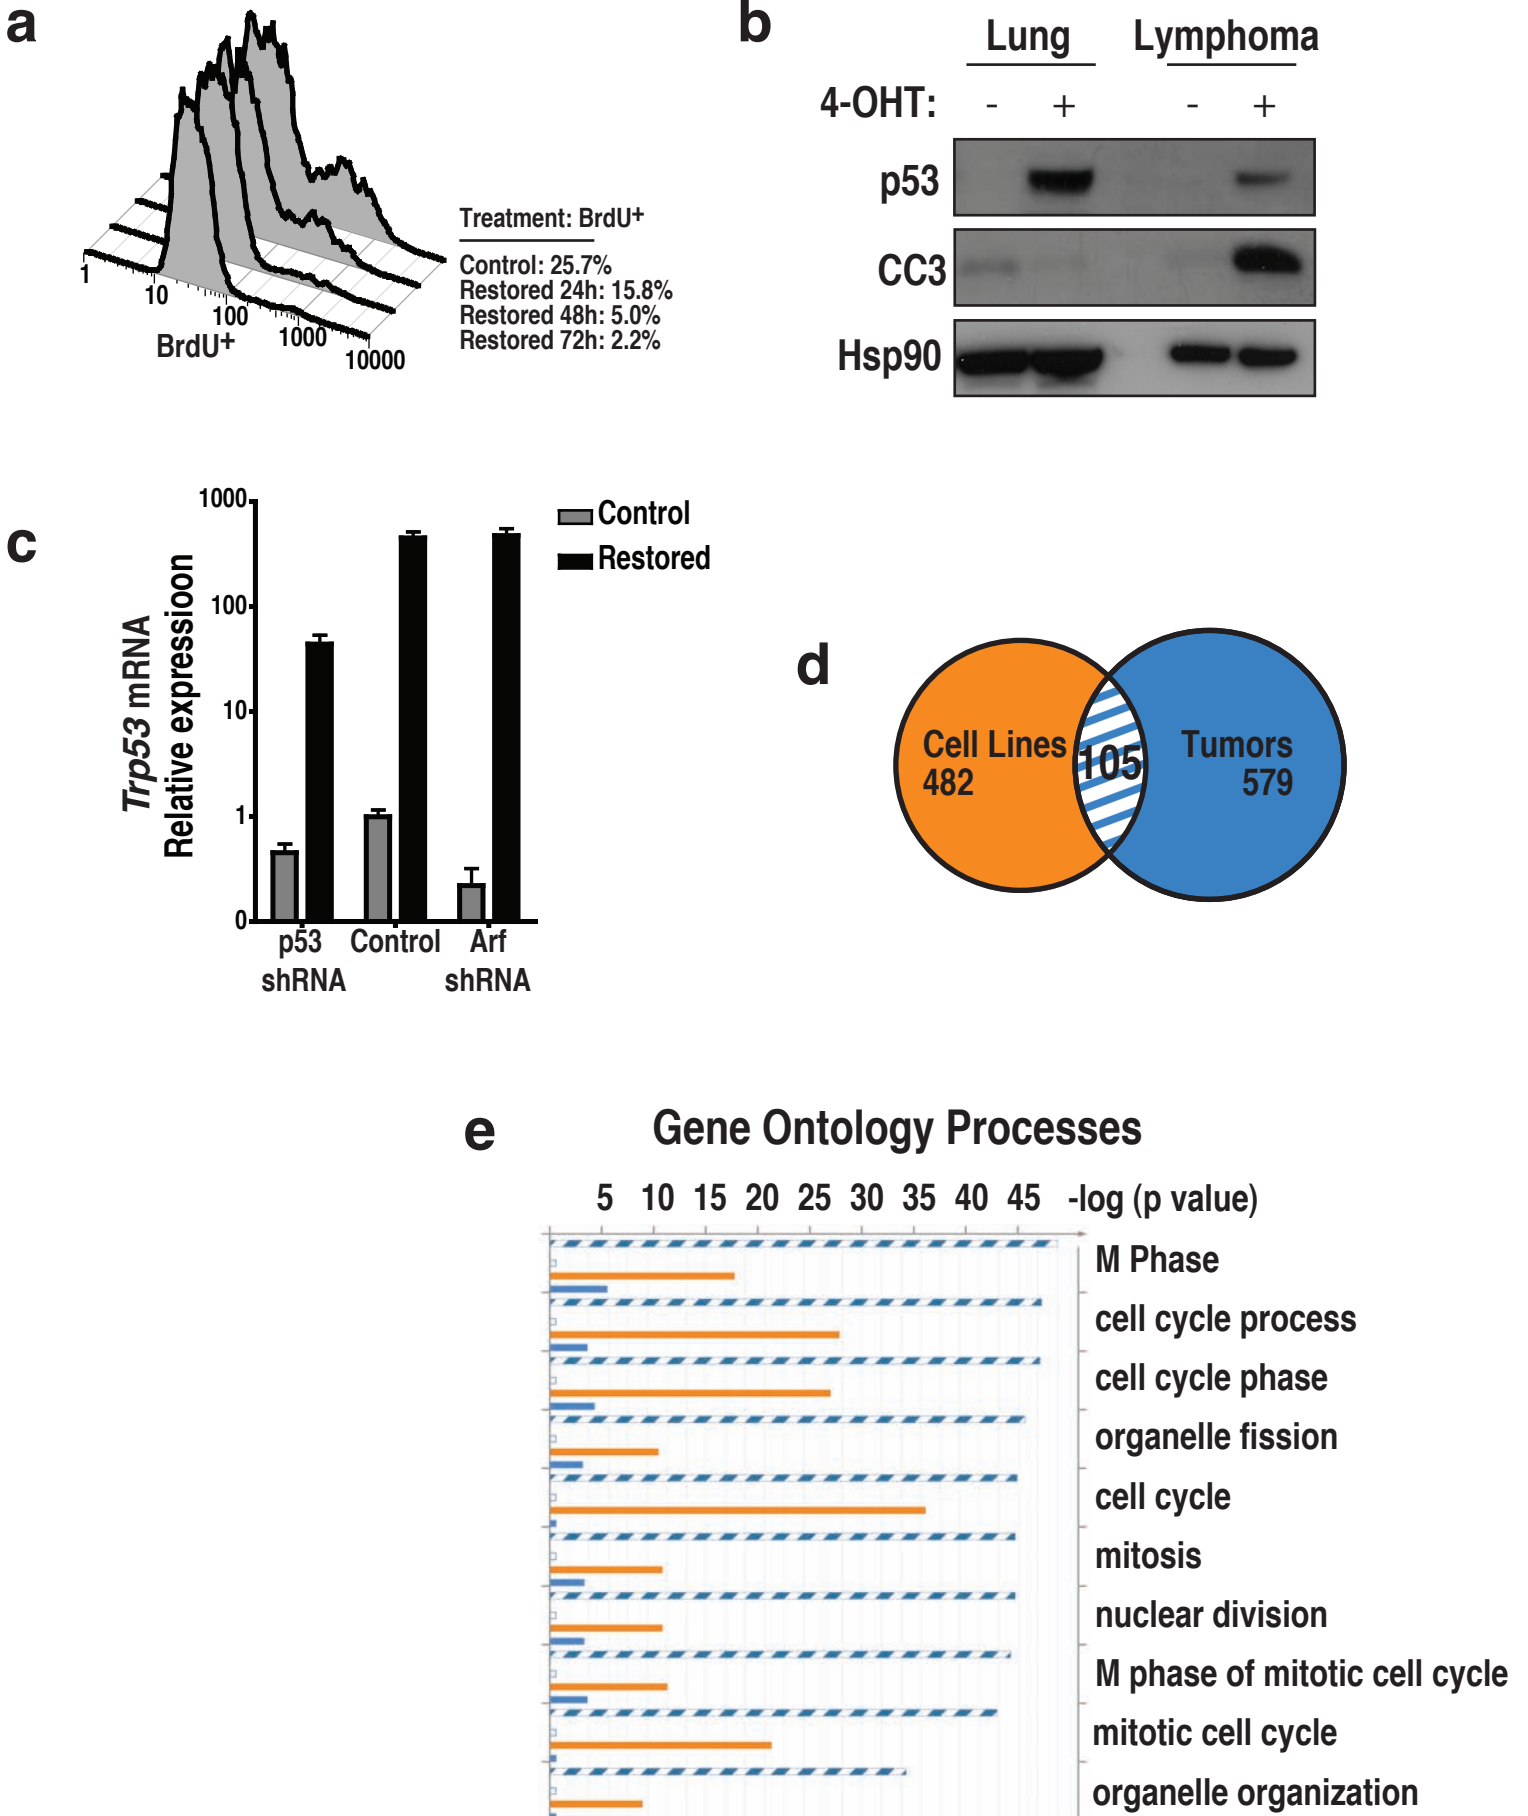 a
1
10
100
1000
10000
BrdU+
Treatment: BrdU+
Control: 25.7%
Restored 24h: 15.8%
Restored 48h: 5.0%
Restored 72h: 2.2%
b
Lung Lymphoma
4-OHT: - + - +
p53
CC3
Hsp90
c
Trp53 mRNA
Relative expressioon
1000
100
10
1
0
Control
Restored
p53 Control Arf
shRNA shRNA
d
Cell Lines
482
105
Tumors
579
e
Gene Ontology Processes
5 10 15 20 25 30 35 40 45 -log (p value)
M Phase
cell cycle process
cell cycle phase
organelle fission
cell cycle
mitosis
nuclear division
M phase of mitotic cell cycle
mitotic cell cycle
organelle organization